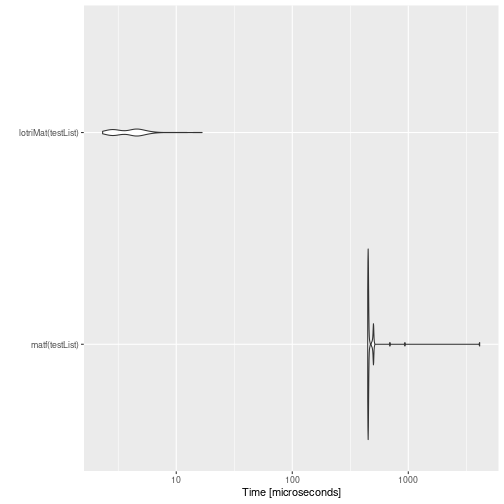 lotriMat(testList)
matf(testList)
10
100
1000
Time [microseconds]